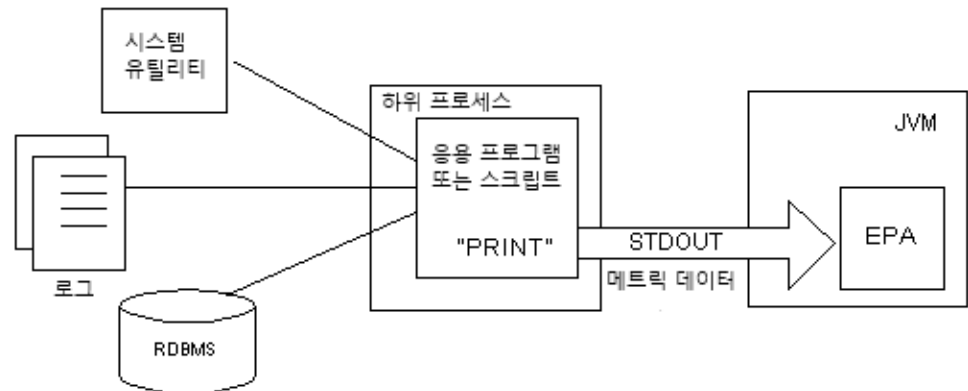 시스템
유틸리티
하위 프로세스
응용 프로그램
또는 스크립트
"PRINT"
로그
RDBMS
STDOUT
메트릭 데이터
JVM
EPA